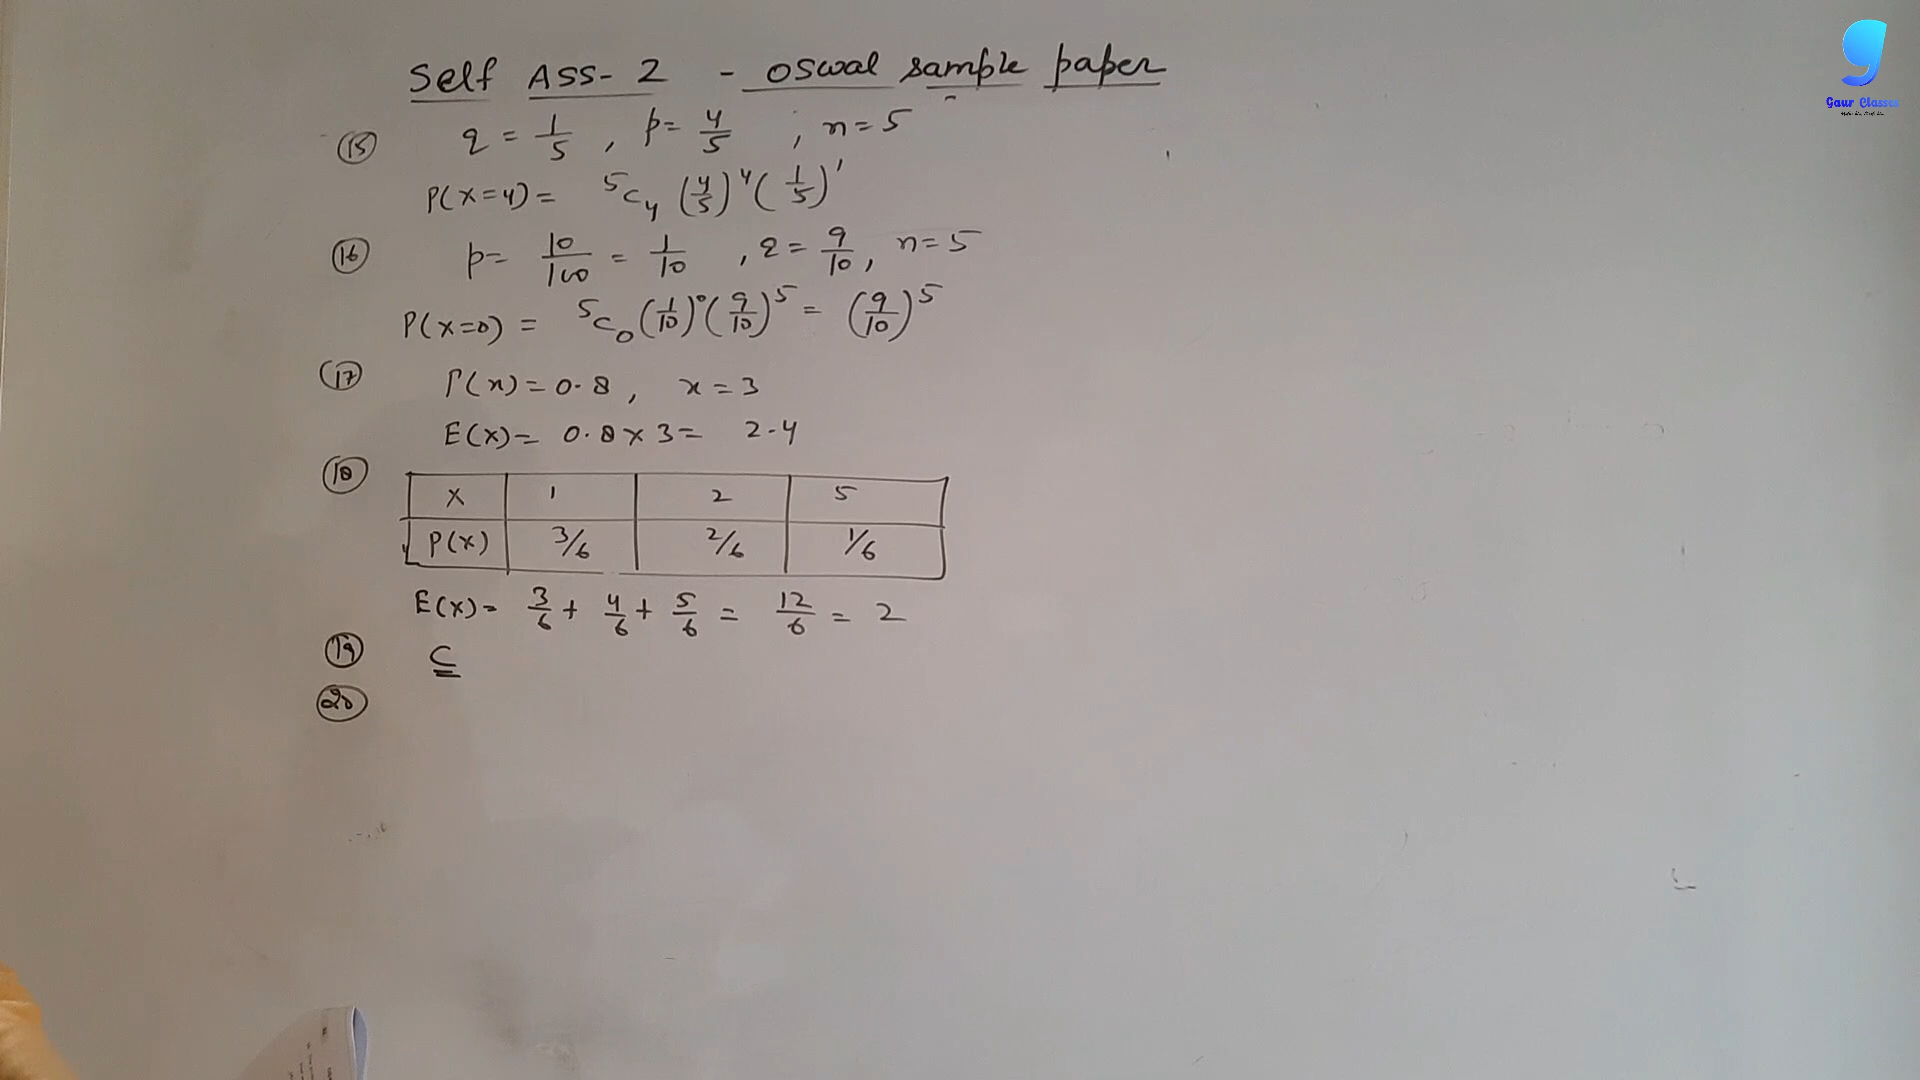 Self ASS-2 - oswal sample paper
(15) q = 1/5 , p = 4/5 , n = 5
P(X=4) = ⁵C₄ (4/5)⁴ (1/5)¹
(16) p = 10/100 = 1/10 , q = 9/10 , n = 5
P(X=0) = ⁵C₀ (1/10)⁰ (9/10)⁵ = (9/10)⁵
(17) P(x) = 0.8 , x = 3
E(X) = 0.8 × 3 = 2.4
(18) X 1 2 5
P(X) 3/6 2/6 1/6
E(X) = 3/6 + 4/6 + 5/6 = 12/6 = 2
(19) C
(20)
g
Gaur Classes